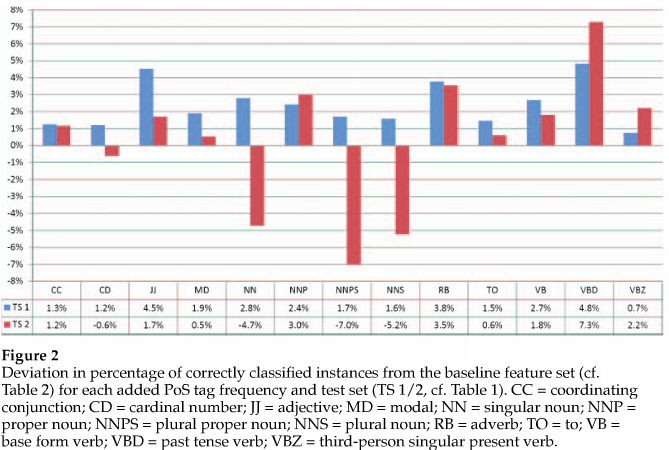 8%
7%
6%
5%
4%
3%
2%
1%
0%
-1%
-2%
-3%
-4%
-5%
-6%
-7%
-8%
CC CD JJ MD NN NNP NNPS NNS RB TO VB VBD VBZ
TS 1 1.3% 1.2% 4.5% 1.9% 2.8% 2.4% 1.7% 1.6% 3.8% 1.5% 2.7% 4.8% 0.7%
TS 2 1.2% -0.6% 1.7% 0.5% -4.7% 3.0% -7.0% -5.2% 3.5% 0.6% 1.8% 7.3% 2.2%
Figure 2
Deviation in percentage of correctly classified instances from the baseline feature set (cf.
Table 2) for each added PoS tag frequency and test set (TS 1/2, cf. Table 1). CC = coordinating
conjunction; CD = cardinal number; JJ = adjective; MD = modal; NN = singular noun; NNP =
proper noun; NNPS = plural proper noun; NNS = plural noun; RB = adverb; TO = to; VB =
base form verb; VBD = past tense verb; VBZ = third-person singular present verb.